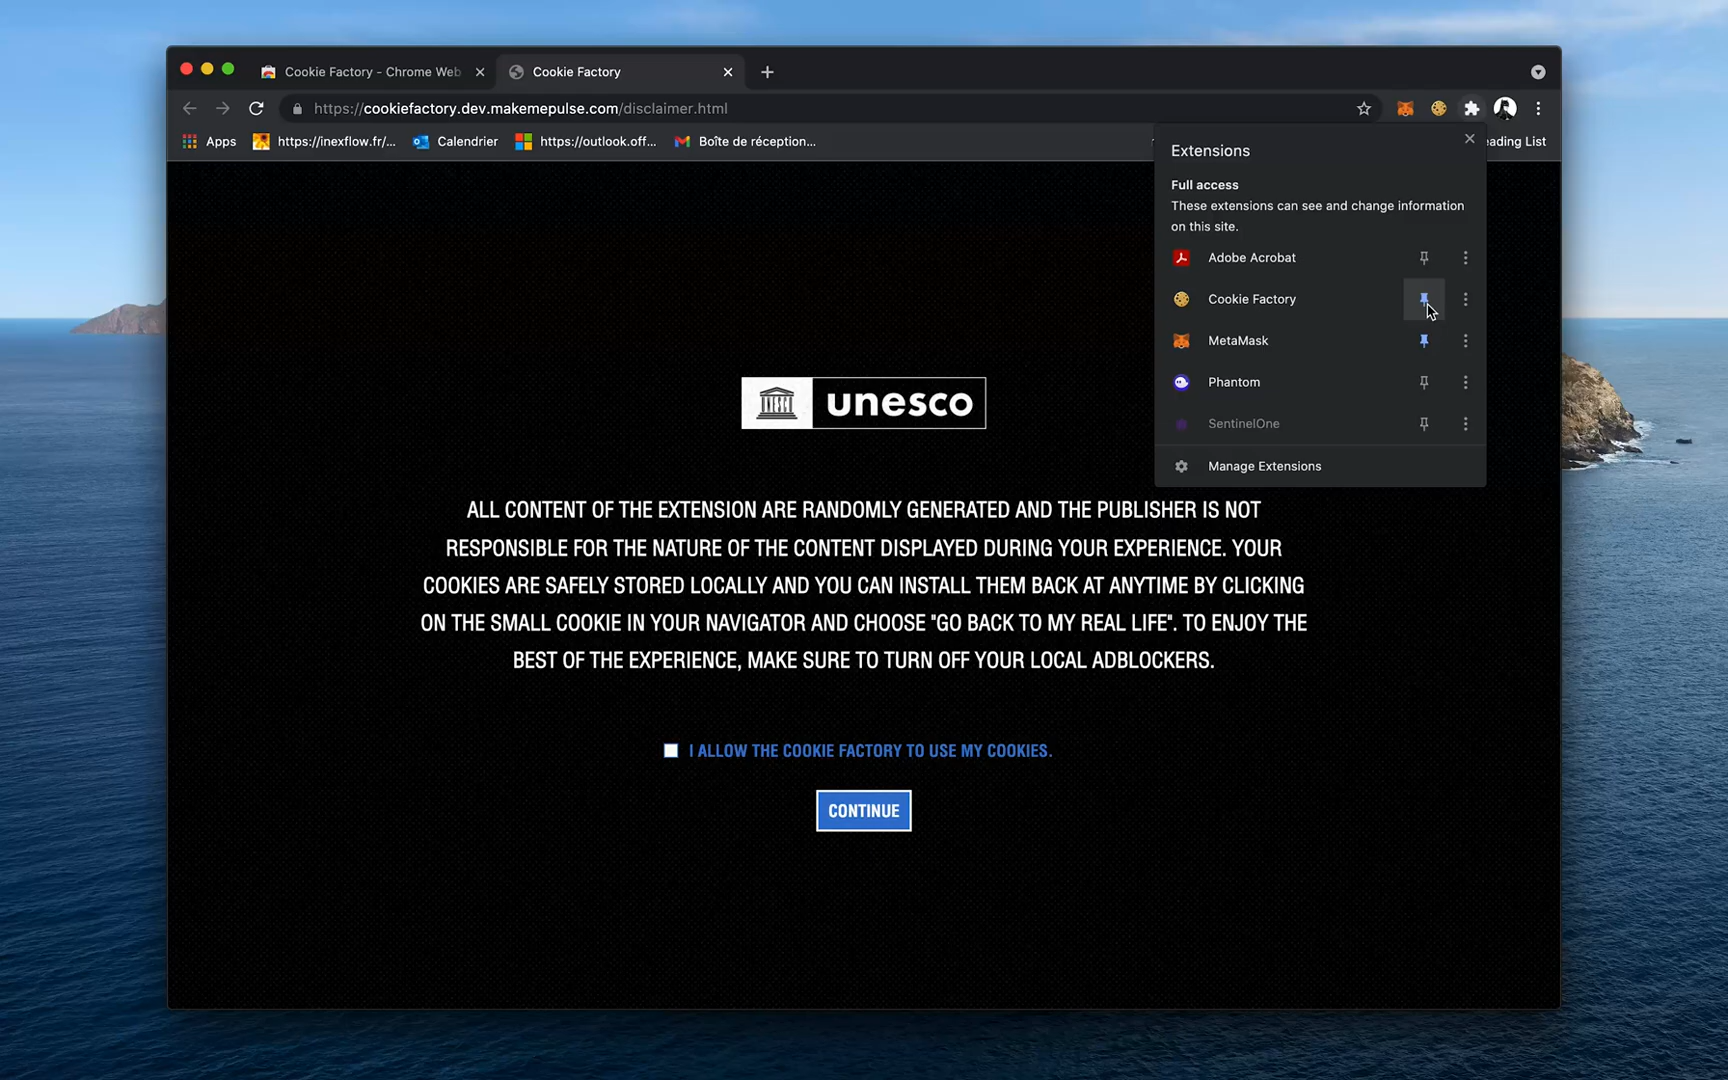 Cookie Factory - Chrome Web
Cookie Factory
https://cookiefactory.dev.makemepulse.com/disclaimer.html
Apps
https://inexflow.fr/...
Calendrier
https://outlook.off...
Boîte de réception...
eading List
Extensions
Full access
These extensions can see and change information
on this site.
Adobe Acrobat
Cookie Factory
MetaMask
Phantom
SentinelOne
Manage Extensions
UNESCO
unesco
ALL CONTENT OF THE EXTENSION ARE RANDOMLY GENERATED AND THE PUBLISHER IS NOT
RESPONSIBLE FOR THE NATURE OF THE CONTENT DISPLAYED DURING YOUR EXPERIENCE. YOUR
COOKIES ARE SAFELY STORED LOCALLY AND YOU CAN INSTALL THEM BACK AT ANYTIME BY CLICKING
ON THE SMALL COOKIE IN YOUR NAVIGATOR AND CHOOSE "GO BACK TO MY REAL LIFE". TO ENJOY THE
BEST OF THE EXPERIENCE, MAKE SURE TO TURN OFF YOUR LOCAL ADBLOCKERS.
I ALLOW THE COOKIE FACTORY TO USE MY COOKIES.
CONTINUE